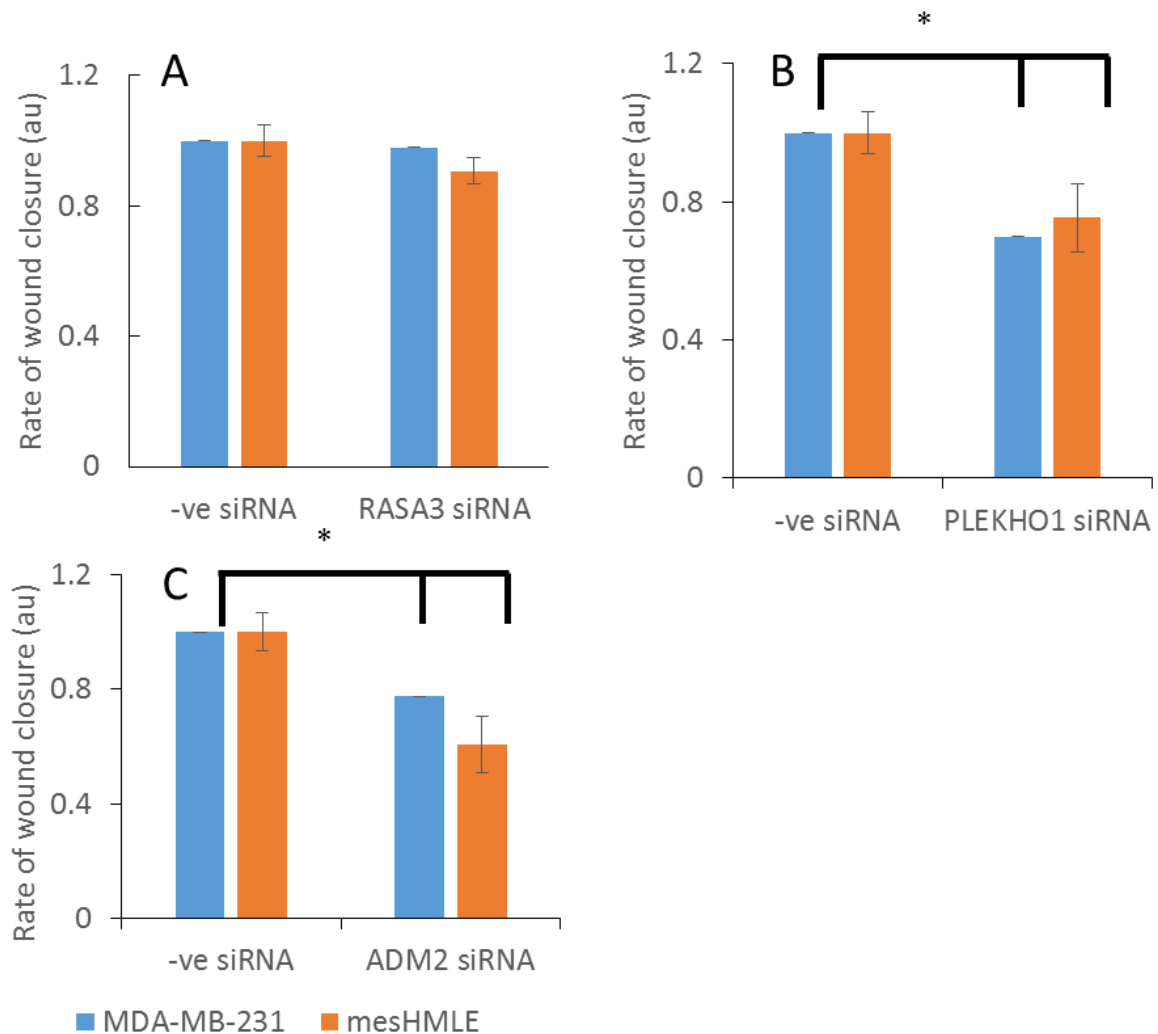 A
Rate of wound closure (au)
1.2
0.8
0.4
0
-ve siRNA RASA3 siRNA
*
B
Rate of wound closure (au)
1.2
0.8
0.4
0
-ve siRNA PLEKHO1 siRNA
*
C
Rate of wound closure (au)
1.2
0.8
0.4
0
-ve siRNA ADM2 siRNA
MDA-MB-231 mesHMLE